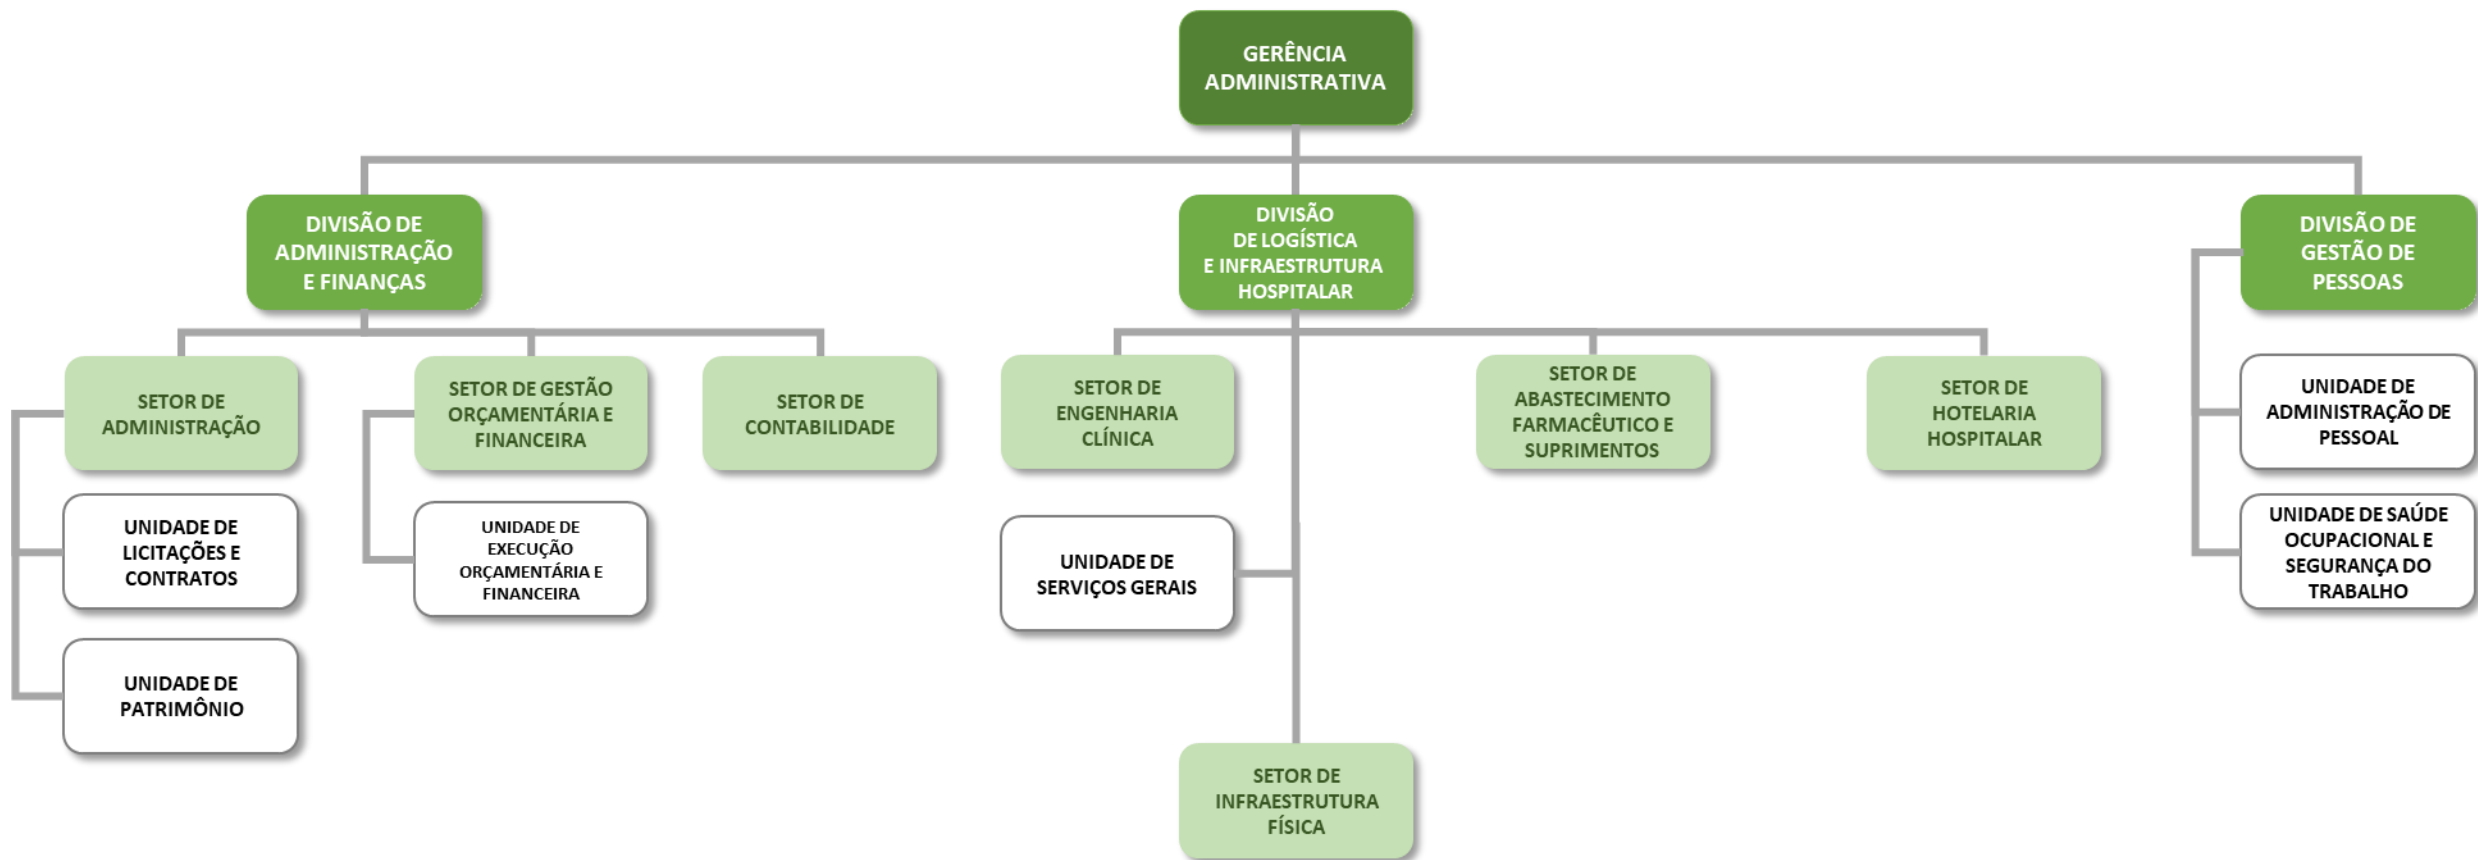 GERÊNCIA
ADMINISTRATIVA
DIVISÃO DE
ADMINISTRAÇÃO
E FINANÇAS
DIVISÃO
DE LOGÍSTICA
E INFRAESTRUTURA
HOSPITALAR
DIVISÃO DE
GESTÃO DE
PESSOAS
SETOR DE
ADMINISTRAÇÃO
SETOR DE GESTÃO
ORÇAMENTÁRIA E
FINANCEIRA
SETOR DE
CONTABILIDADE
SETOR DE
ENGENHARIA
CLÍNICA
SETOR DE
ABASTECIMENTO
FARMACÊUTICO E
SUPRIMENTOS
SETOR DE
HOTELARIA
HOSPITALAR
UNIDADE DE
ADMINISTRAÇÃO DE
PESSOAL
UNIDADE DE
LICITAÇÕES E
CONTRATOS
UNIDADE DE
EXECUÇÃO
ORÇAMENTÁRIA E
FINANCEIRA
UNIDADE DE
SERVIÇOS GERAIS
UNIDADE DE SAÚDE
OCUPACIONAL E
SEGURANÇA DO
TRABALHO
UNIDADE DE
PATRIMÔNIO
SETOR DE
INFRAESTRUTURA
FÍSICA